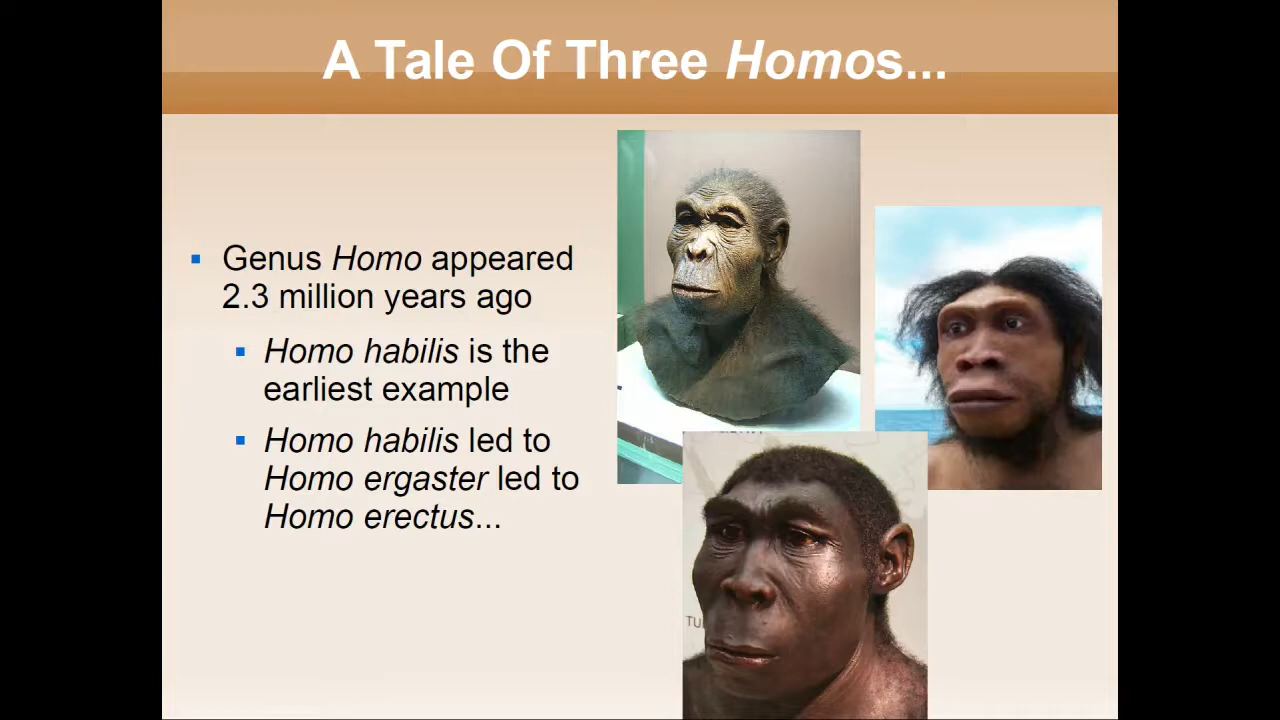 A Tale Of Three Homos...
Genus Homo appeared
2.3 million years ago
Homo habilis is the
earliest example
Homo habilis led to
Homo ergaster led to
Homo erectus...
TU